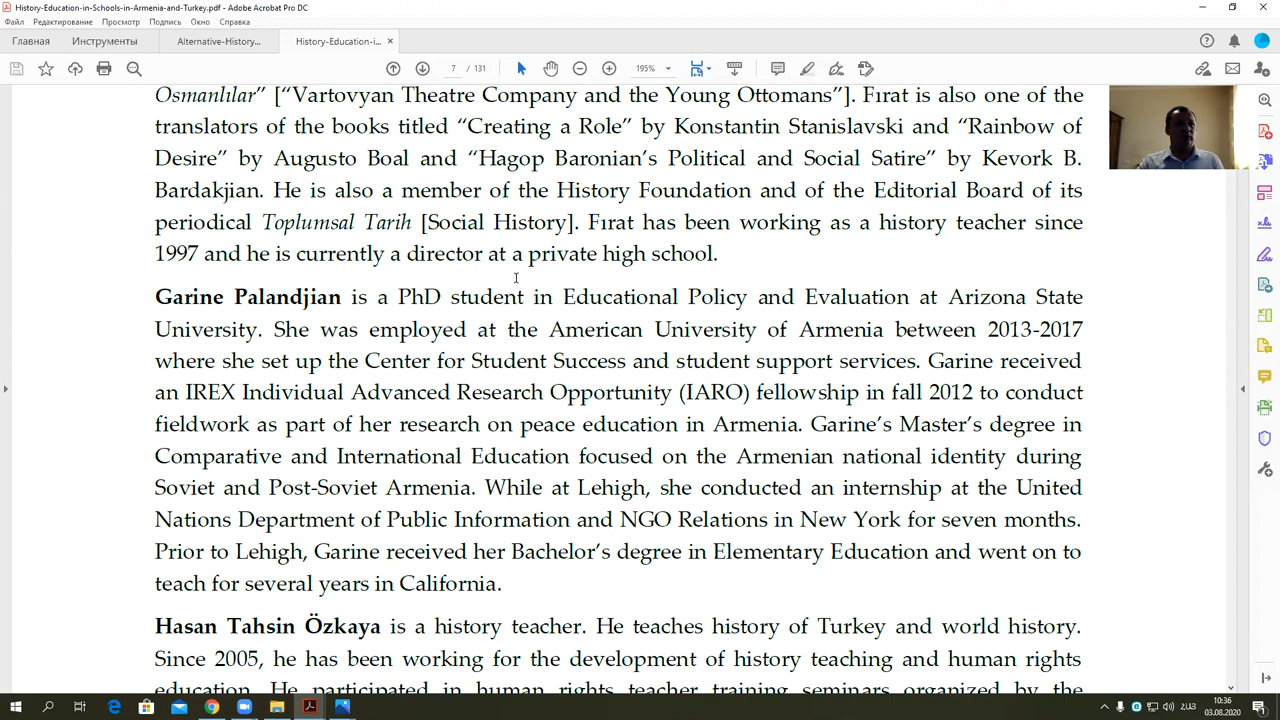 History-Education-in-Schools-in-Armenia-and-Turkey.pdf - Adobe Acrobat Pro DC
Файл Редактирование Просмотр Подпись Окно Справка
Главная Инструменты Alternative-History... History-Education-i... ×
7 / 131 195%
Osmanlılar” [“Vartovyan Theatre Company and the Young Ottomans”]. Fırat is also one of the
translators of the books titled “Creating a Role” by Konstantin Stanislavski and “Rainbow of
Desire” by Augusto Boal and “Hagop Baronian’s Political and Social Satire” by Kevork B.
Bardakjian. He is also a member of the History Foundation and of the Editorial Board of its
periodical Toplumsal Tarih [Social History]. Fırat has been working as a history teacher since
1997 and he is currently a director at a private high school.
Garine Palandjian is a PhD student in Educational Policy and Evaluation at Arizona State
University. She was employed at the American University of Armenia between 2013-2017
where she set up the Center for Student Success and student support services. Garine received
an IREX Individual Advanced Research Opportunity (IARO) fellowship in fall 2012 to conduct
fieldwork as part of her research on peace education in Armenia. Garine’s Master’s degree in
Comparative and International Education focused on the Armenian national identity during
Soviet and Post-Soviet Armenia. While at Lehigh, she conducted an internship at the United
Nations Department of Public Information and NGO Relations in New York for seven months.
Prior to Lehigh, Garine received her Bachelor’s degree in Elementary Education and went on to
teach for several years in California.
Hasan Tahsin Özkaya is a history teacher. He teaches history of Turkey and world history.
Since 2005, he has been working for the development of history teaching and human rights
education. He participated in human rights teacher training seminars organized by the
ՀԱՅ 10:36
03.08.2020